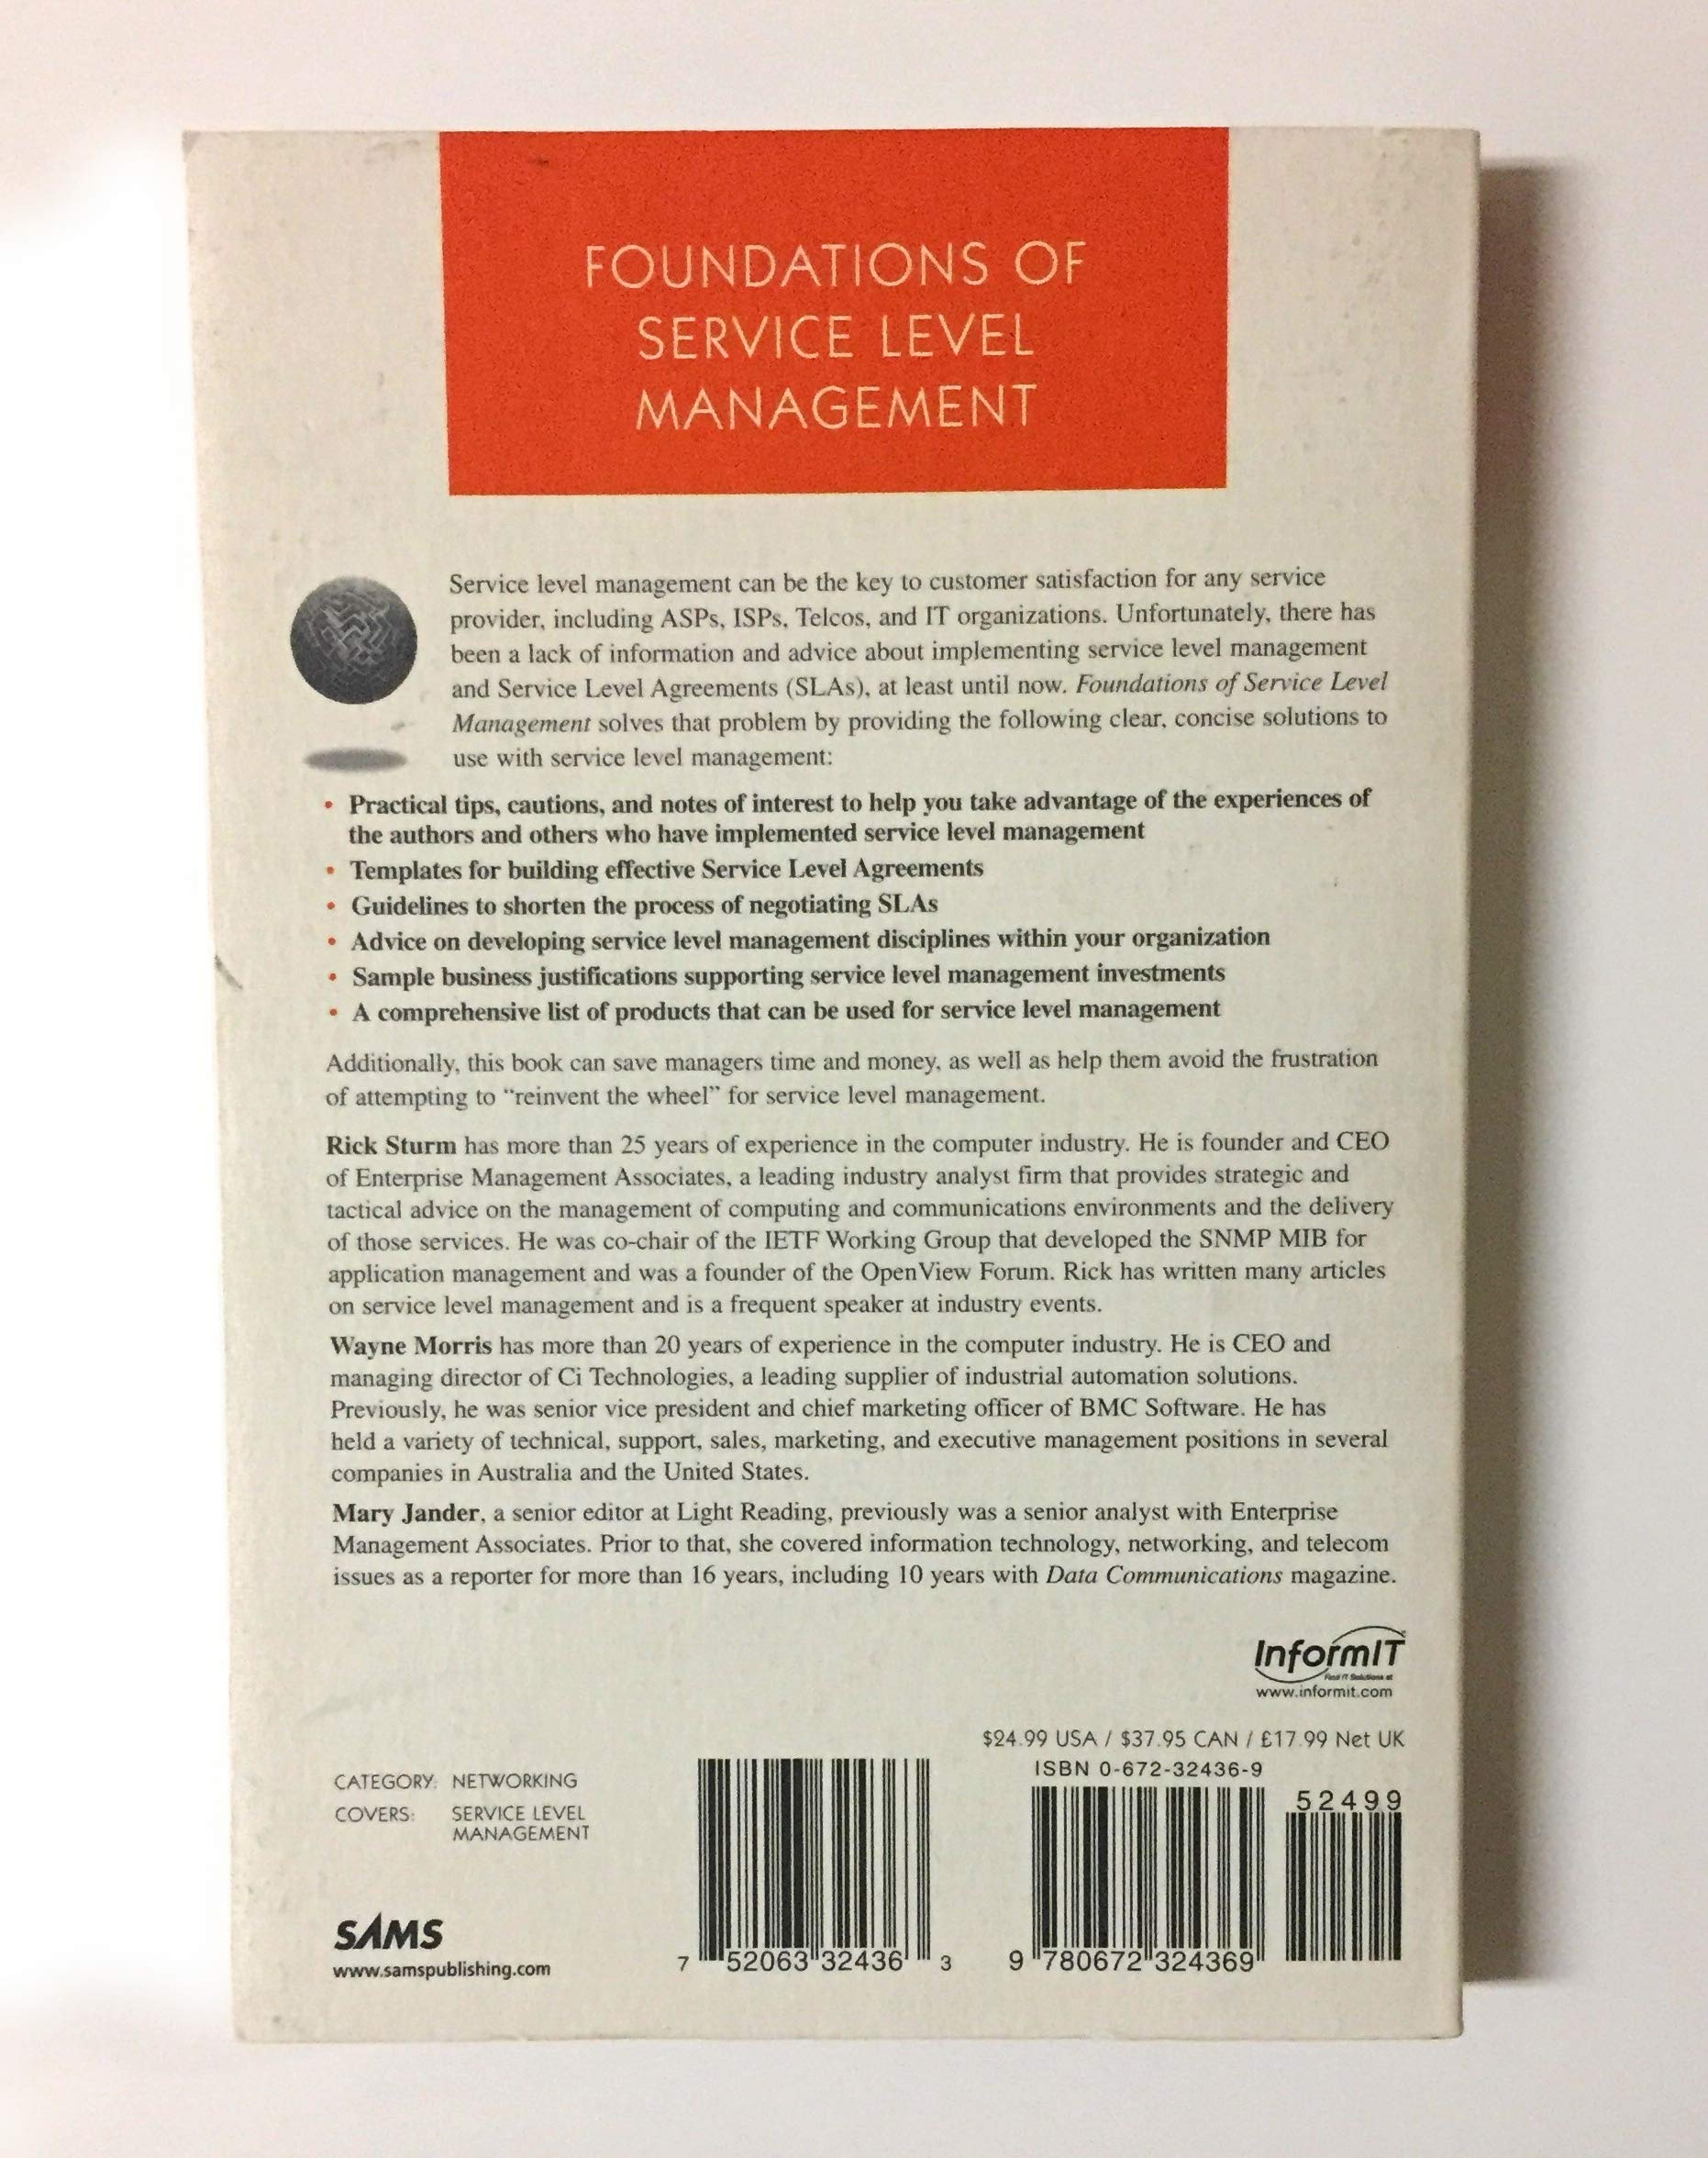 FOUNDATIONS OF
SERVICE LEVEL
MANAGEMENT
Service level management can be the key to customer satisfaction for any service
provider, including ASPs, ISPs, Telcos, and IT organizations. Unfortunately, there has
been a lack of information and advice about implementing service level management
and Service Level Agreements (SLAs), at least until now. Foundations of Service Level
Management solves that problem by providing the following clear, concise solutions to
use with service level management:
• Practical tips, cautions, and notes of interest to help you take advantage of the experiences of
the authors and others who have implemented service level management
• Templates for building effective Service Level Agreements
• Guidelines to shorten the process of negotiating SLAs
• Advice on developing service level management disciplines within your organization
• Sample business justifications supporting service level management investments
• A comprehensive list of products that can be used for service level management
Additionally, this book can save managers time and money, as well as help them avoid the frustration
of attempting to “reinvent the wheel” for service level management.
Rick Sturm has more than 25 years of experience in the computer industry. He is founder and CEO
of Enterprise Management Associates, a leading industry analyst firm that provides strategic and
tactical advice on the management of computing and communications environments and the delivery
of those services. He was co-chair of the IETF Working Group that developed the SNMP MIB for
application management and was a founder of the OpenView Forum. Rick has written many articles
on service level management and is a frequent speaker at industry events.
Wayne Morris has more than 20 years of experience in the computer industry. He is CEO and
managing director of Ci Technologies, a leading supplier of industrial automation solutions.
Previously, he was senior vice president and chief marketing officer of BMC Software. He has
held a variety of technical, support, sales, marketing, and executive management positions in several
companies in Australia and the United States.
Mary Jander, a senior editor at Light Reading, previously was a senior analyst with Enterprise
Management Associates. Prior to that, she covered information technology, networking, and telecom
issues as a reporter for more than 16 years, including 10 years with Data Communications magazine.
InformIT
Find IT Solutions at
www.informit.com
$24.99 USA / $37.95 CAN / £17.99 Net UK
ISBN 0-672-32436-9
52499
CATEGORY: NETWORKING
COVERS: SERVICE LEVEL
MANAGEMENT
SAMS
www.samspublishing.com
7 52063 32436 3
9 780672 324369